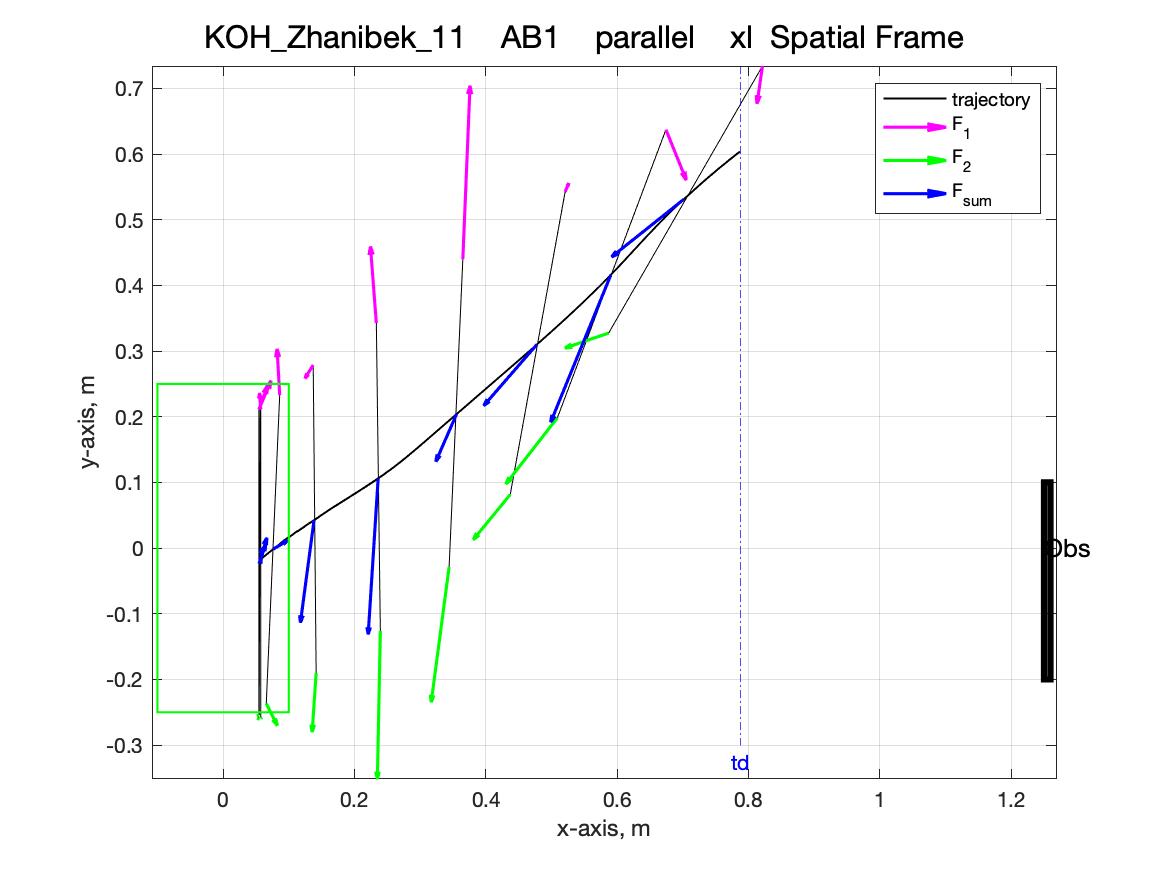 KOH_Zhanibek_11 AB1 parallel xl Spatial Frame
trajectory
F1
F2
Fsum
y-axis, m
0.7
0.6
0.5
0.4
0.3
0.2
0.1
0
-0.1
-0.2
-0.3
Obs
td
0 0.2 0.4 0.6 0.8 1 1.2
x-axis, m